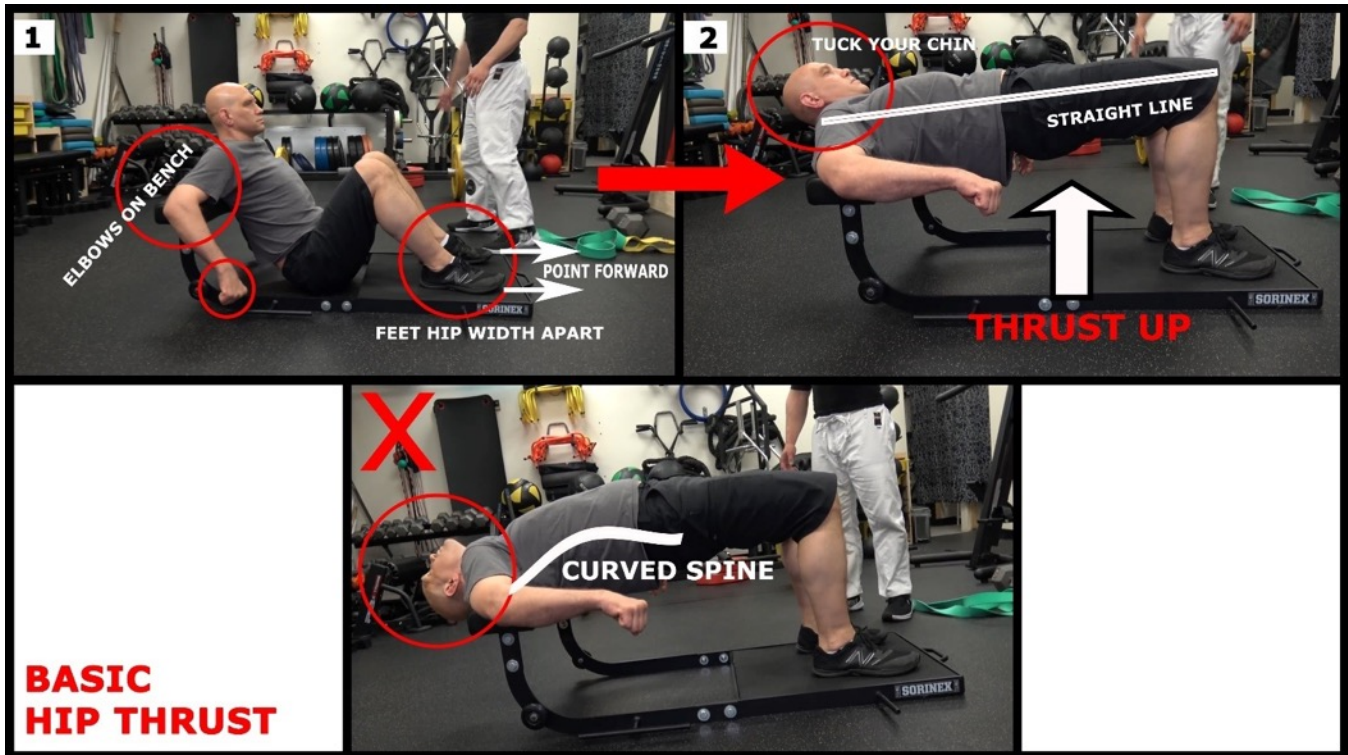 1
ELBOWS ON BENCH
POINT FORWARD
FEET HIP WIDTH APART
SORINEX
2
TUCK YOUR CHIN
STRAIGHT LINE
THRUST UP
SORINEX
X
CURVED SPINE
SORINEX
BASIC
HIP THRUST